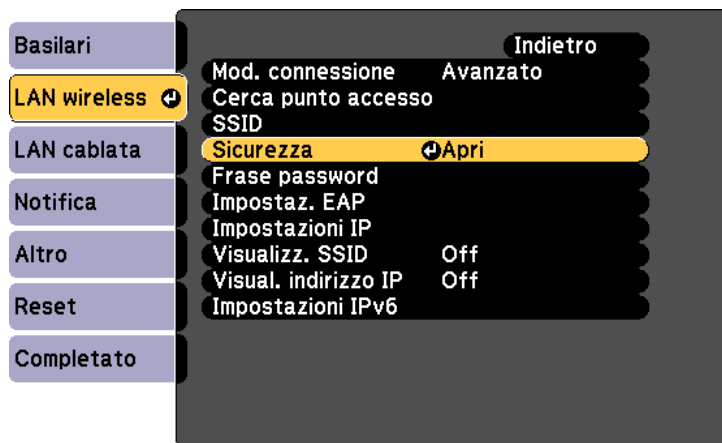 Basilari
LAN wireless
LAN cablata
Notifica
Altro
Reset
Completato
Indietro
Mod. connessione Avanzato
Cerca punto accesso
SSID
Sicurezza Apri
Frase password
Impostaz. EAP
Impostazioni IP
Visualizz. SSID Off
Visual. indirizzo IP Off
Impostazioni IPv6